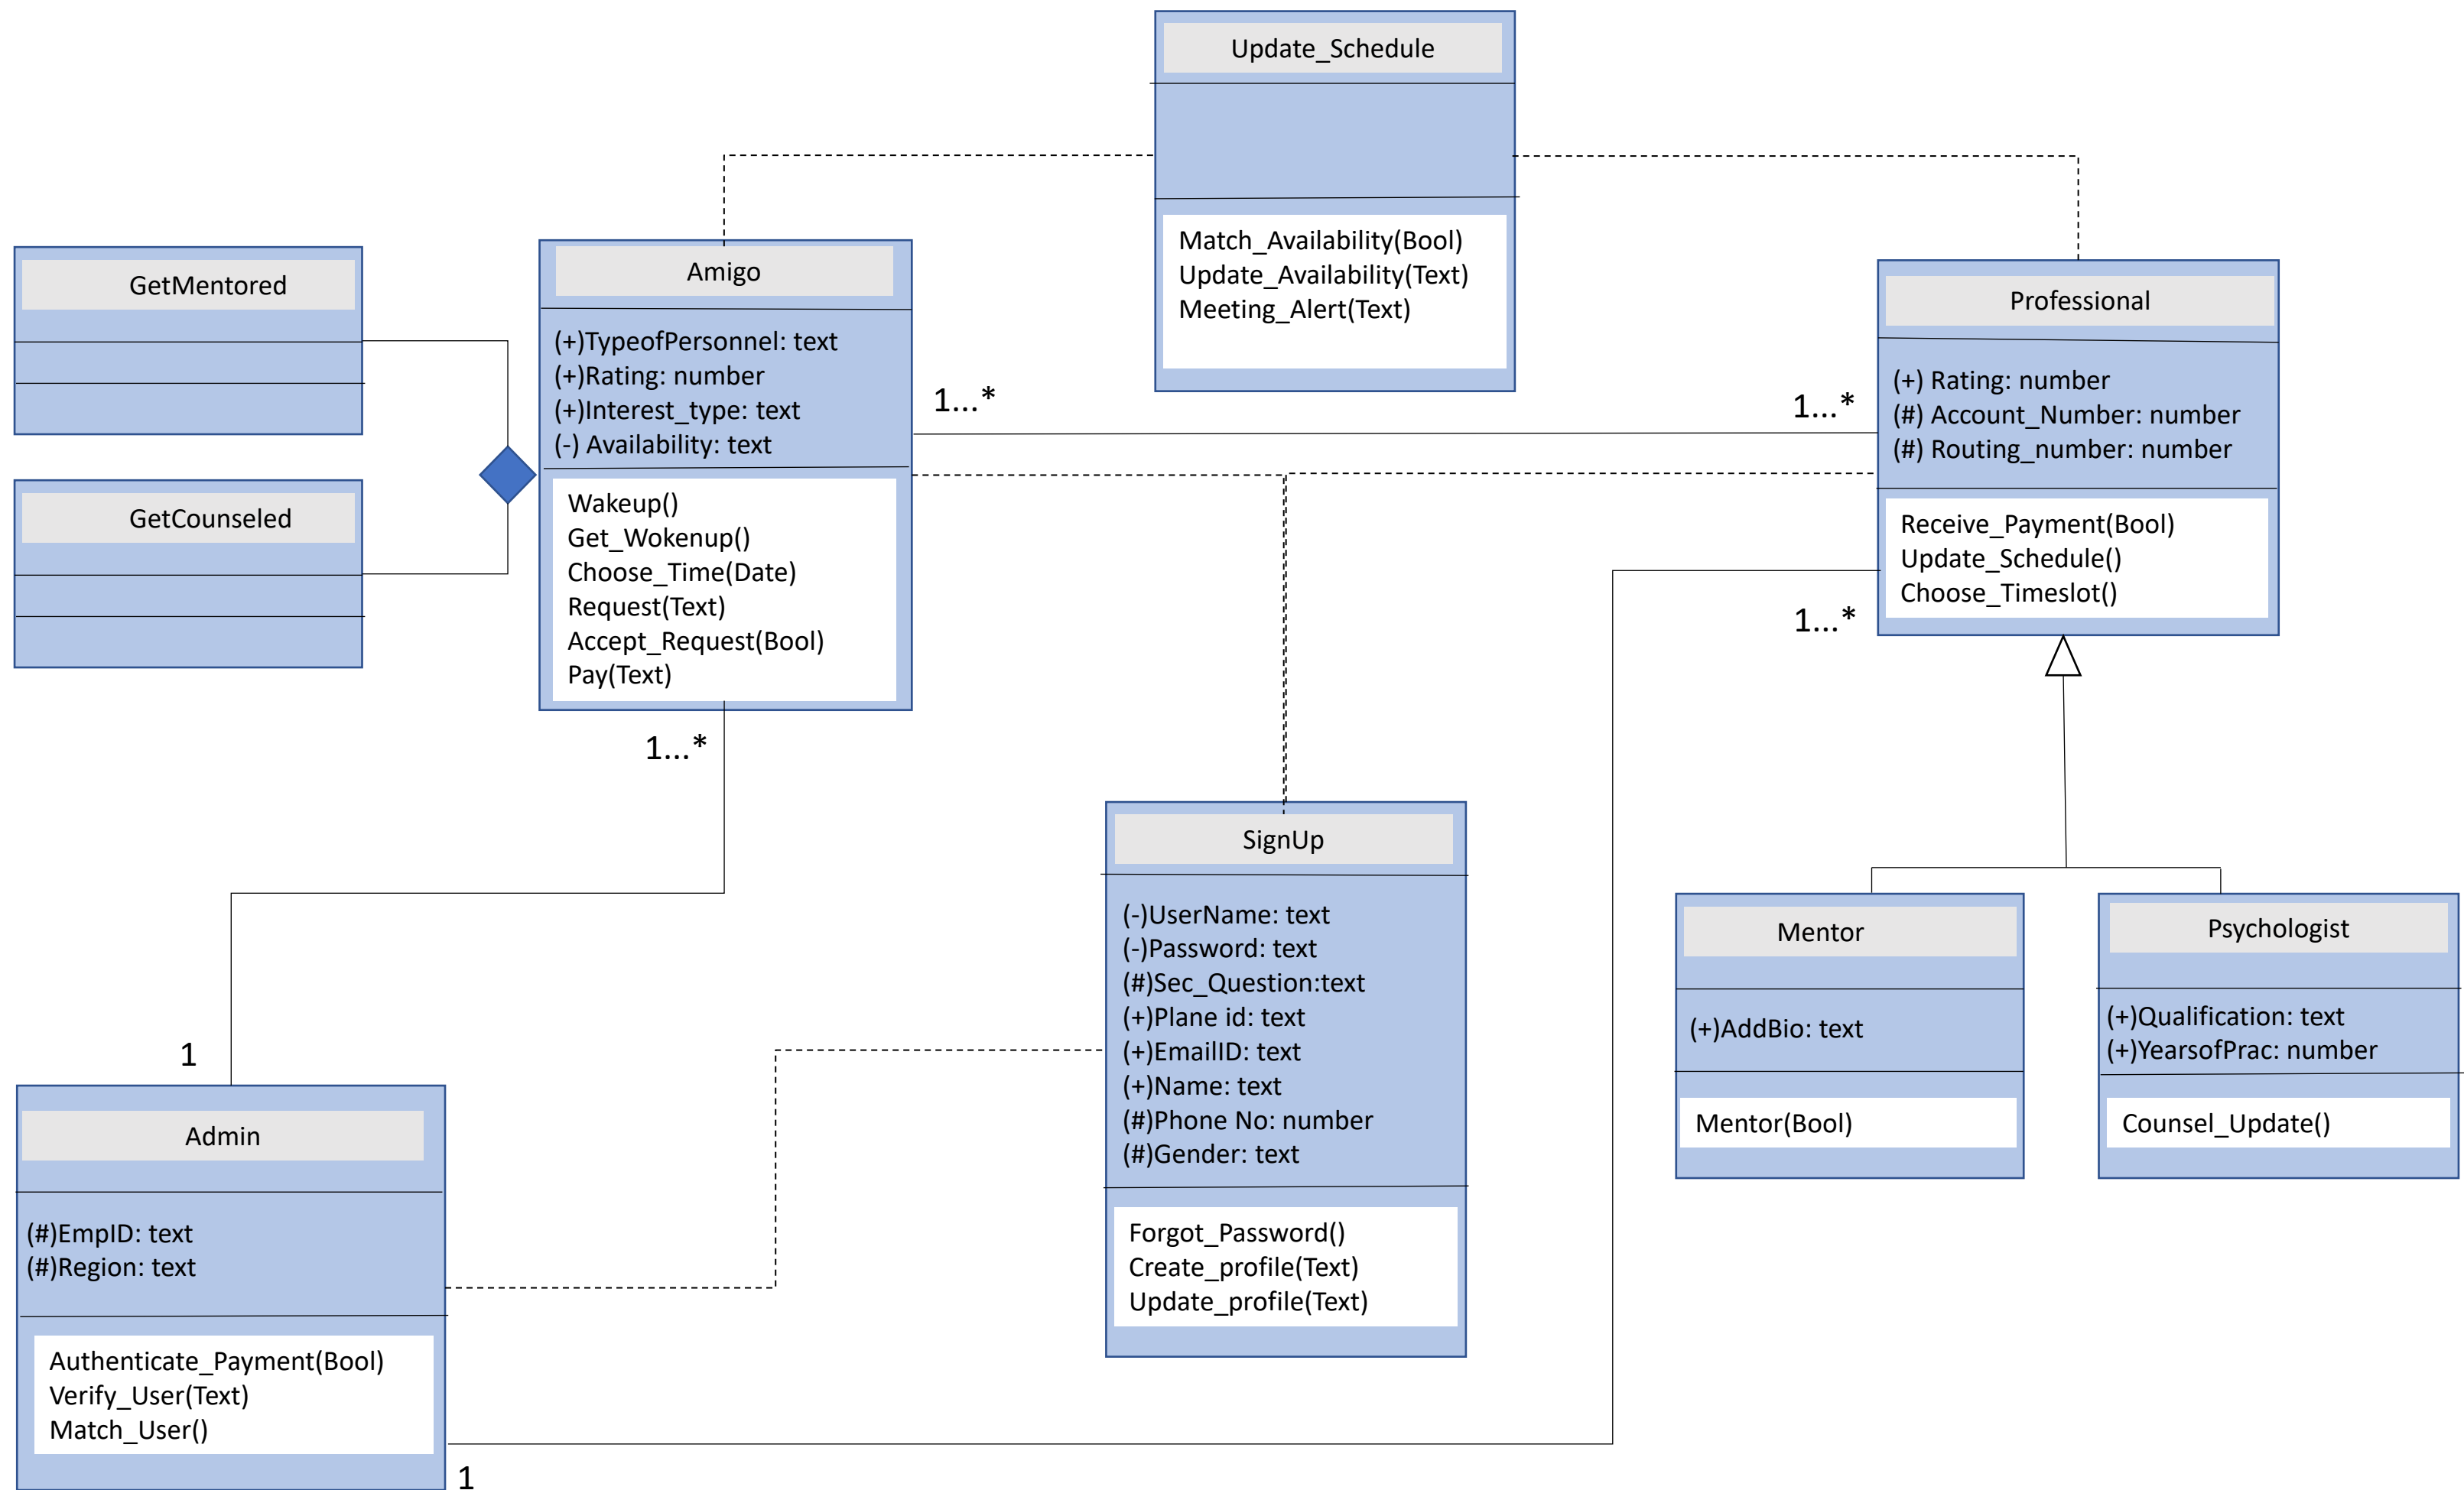 Update_Schedule
Match_Availability(Bool)
Update_Availability(Text)
Meeting_Alert(Text)
GetMentored
GetCounseled
Amigo
(+)TypeofPersonnel: text
(+)Rating: number
(+)Interest_type: text
(-) Availability: text
Wakeup()
Get_Wokenup()
Choose_Time(Date)
Request(Text)
Accept_Request(Bool)
Pay(Text)
1...*
1...*
Professional
(+) Rating: number
(#) Account_Number: number
(#) Routing_number: number
Receive_Payment(Bool)
Update_Schedule()
Choose_Timeslot()
1...*
1...*
SignUp
(-)UserName: text
(-)Password: text
(#)Sec_Question:text
(+)Plane id: text
(+)EmailID: text
(+)Name: text
(#)Phone No: number
(#)Gender: text
Forgot_Password()
Create_profile(Text)
Update_profile(Text)
Mentor
(+)AddBio: text
Mentor(Bool)
Psychologist
(+)Qualification: text
(+)YearsofPrac: number
Counsel_Update()
1
Admin
(#)EmpID: text
(#)Region: text
Authenticate_Payment(Bool)
Verify_User(Text)
Match_User()
1